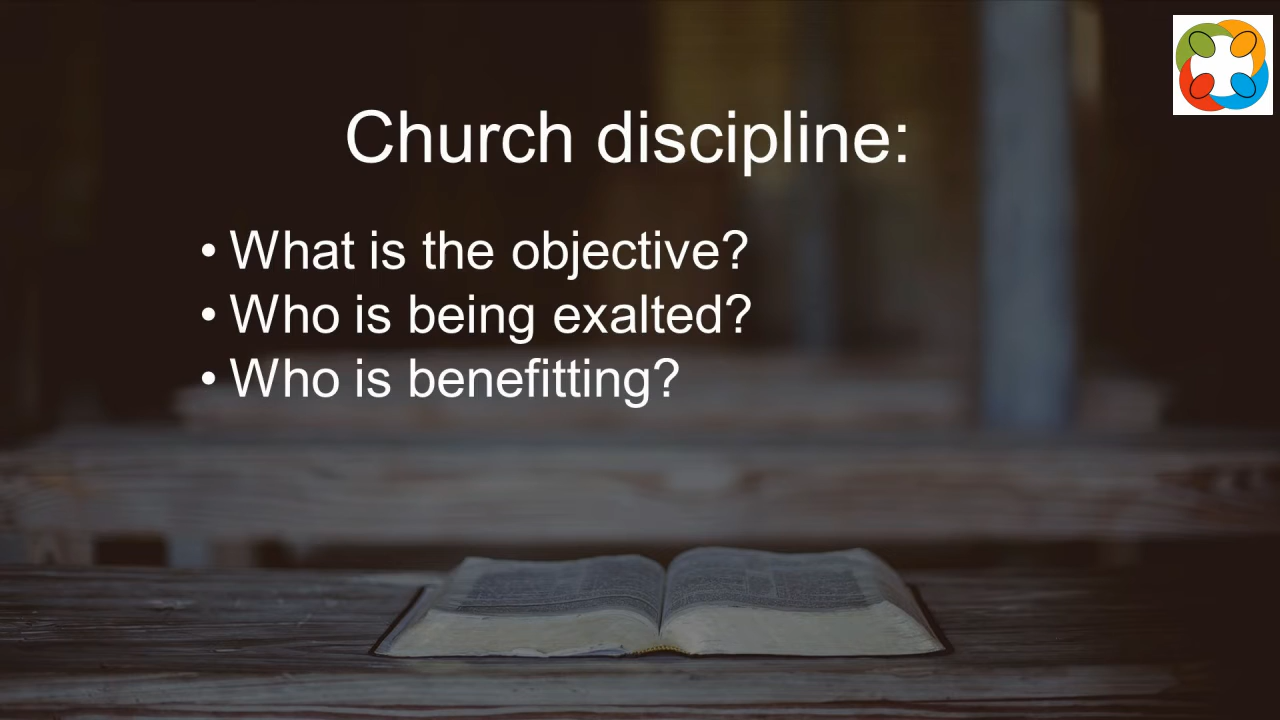 Church discipline:
• What is the objective?
• Who is being exalted?
• Who is benefitting?